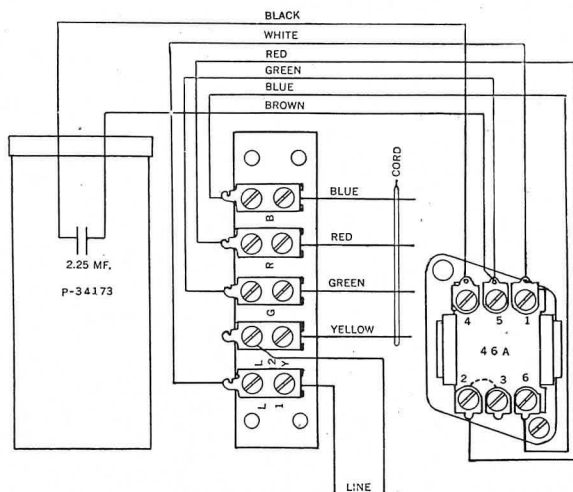 BLACK
WHITE
RED
GREEN
BLUE
BROWN
CORD
BLUE
B
RED
R
2.25 MF.
P-34173
GREEN
G
YELLOW
L 2 Y
L 1
LINE
4 5 1
46A
2 3 6